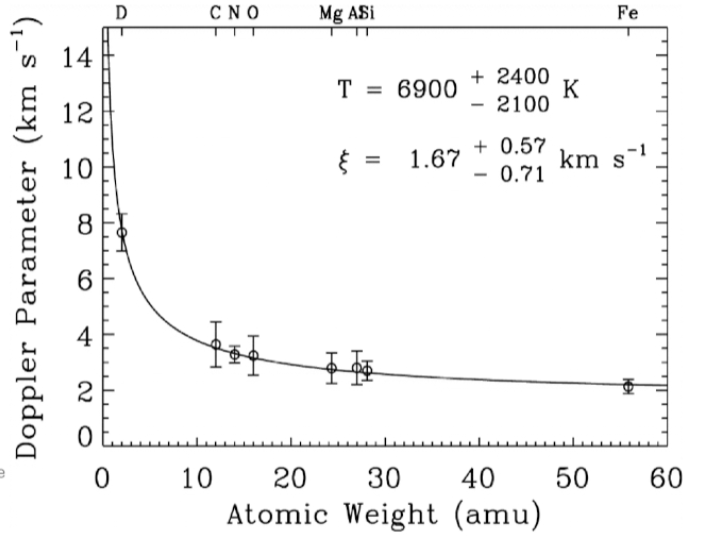 D C N O Mg Al Si Fe
Doppler Parameter (km s⁻¹)
14
12
10
8
6
4
2
0
T = 6900 + 2400 - 2100 K
ξ = 1.67 + 0.57 - 0.71 km s⁻¹
0 10 20 30 40 50 60
Atomic Weight (amu)
e